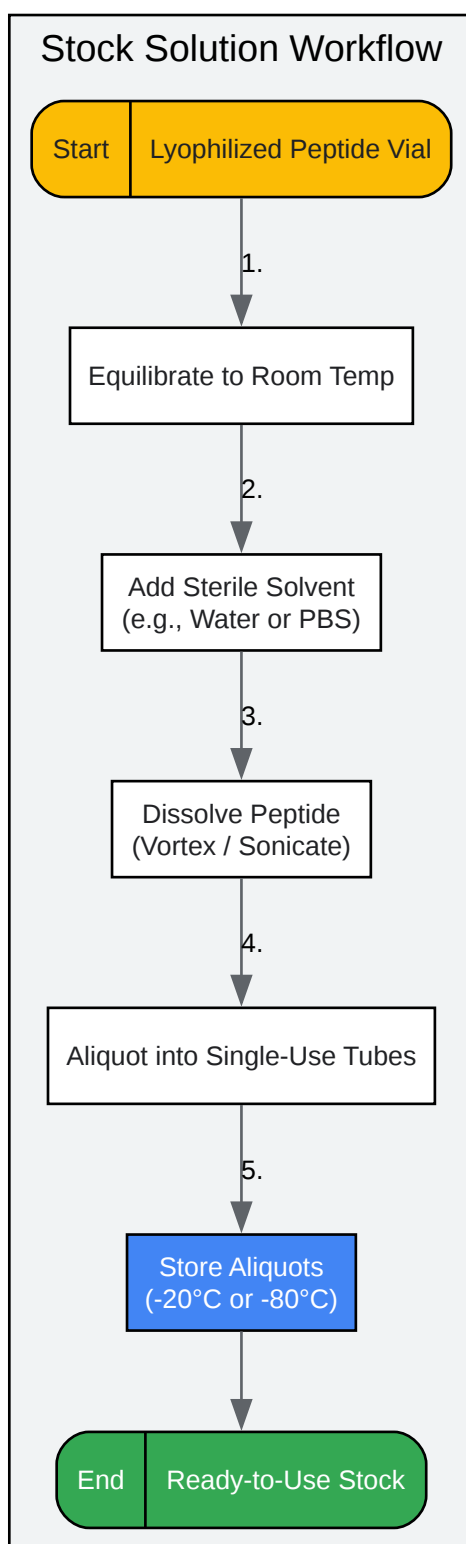 Stock Solution Workflow
Start
Lyophilized Peptide Vial
1.
Equilibrate to Room Temp
2.
Add Sterile Solvent
(e.g., Water or PBS)
3.
Dissolve Peptide
(Vortex / Sonicate)
4.
Aliquot into Single-Use Tubes
5.
Store Aliquots
(-20°C or -80°C)
End
Ready-to-Use Stock